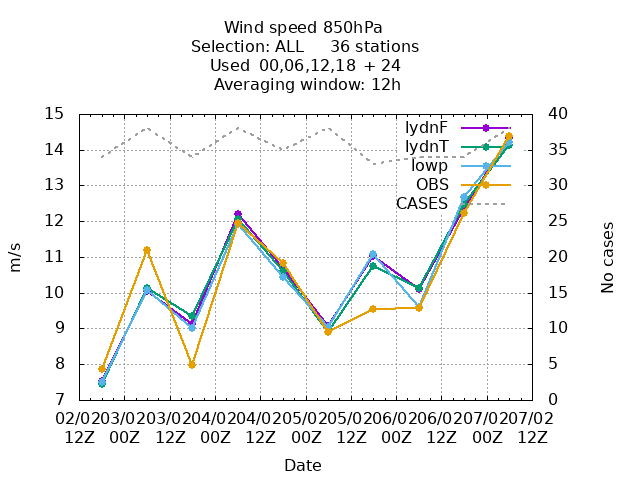 Wind speed 850hPa
Selection: ALL 36 stations
Used 00,06,12,18 + 24
Averaging window: 12h
15 40
14 35
13 30
12 25
11 20
10 15
9 10
8 5
7 0
lydnF
lydnT
lowp
OBS
CASES
m/s
No cases
02/02 03/02 03/02 04/02 04/02 05/02 05/02 06/02 06/02 07/02 07/02
12Z 00Z 12Z 00Z 12Z 00Z 12Z 00Z 12Z 00Z 12Z
Date